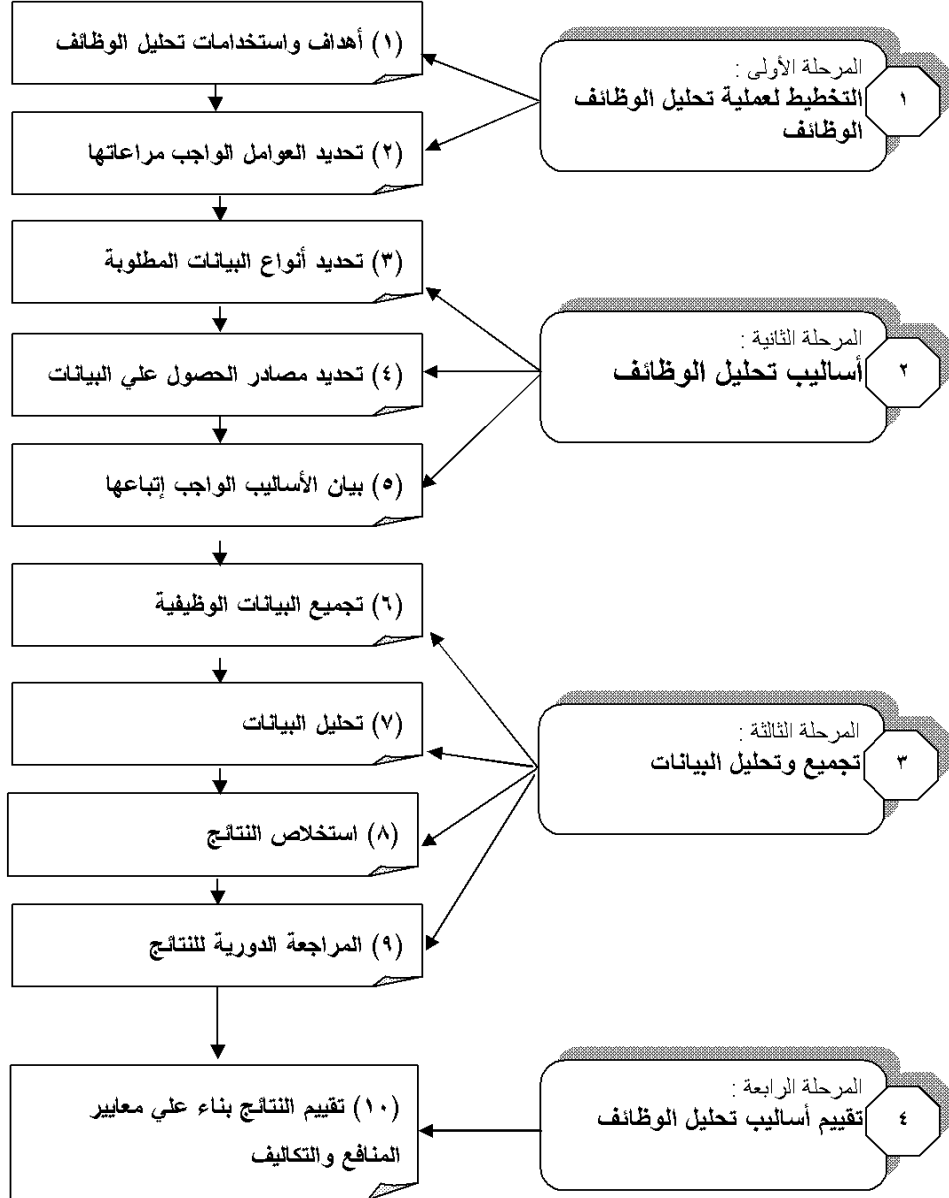 المرحلة الأولى :
التخطيط لعملية تحليل الوظائف
الوظائف
١
(١) أهداف واستخدامات تحليل الوظائف
(٢) تحديد العوامل الواجب مراعاتها
المرحلة الثانية :
أساليب تحليل الوظائف
٢
(٣) تحديد أنواع البيانات المطلوبة
(٤) تحديد مصادر الحصول علي البيانات
(٥) بيان الأساليب الواجب إتباعها
المرحلة الثالثة :
تجميع وتحليل البيانات
٣
(٦) تجميع البيانات الوظيفية
(٧) تحليل البيانات
(٨) استخلاص النتائج
(٩) المراجعة الدورية للنتائج
المرحلة الرابعة :
تقييم أساليب تحليل الوظائف
٤
(١٠) تقييم النتائج بناء علي معايير
المنافع والتكاليف